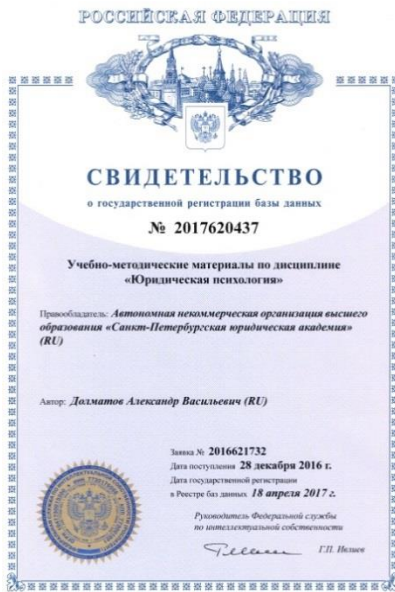 РОССИЙСКАЯ ФЕДЕРАЦИЯ
СВИДЕТЕЛЬСТВО
о государственной регистрации базы данных
№ 2017620437
Учебно-методические материалы по дисциплине
«Юридическая психология»
Правообладатель: Автономная некоммерческая организация высшего
образования «Санкт-Петербургская юридическая академия»
(RU)
Автор: Долматов Александр Васильевич (RU)
Заявка № 2016621732
Дата поступления 28 декабря 2016 г.
Дата государственной регистрации
в Реестре баз данных 18 апреля 2017 г.
Руководитель Федеральной службы
по интеллектуальной собственности
Г.П. Ивлиев